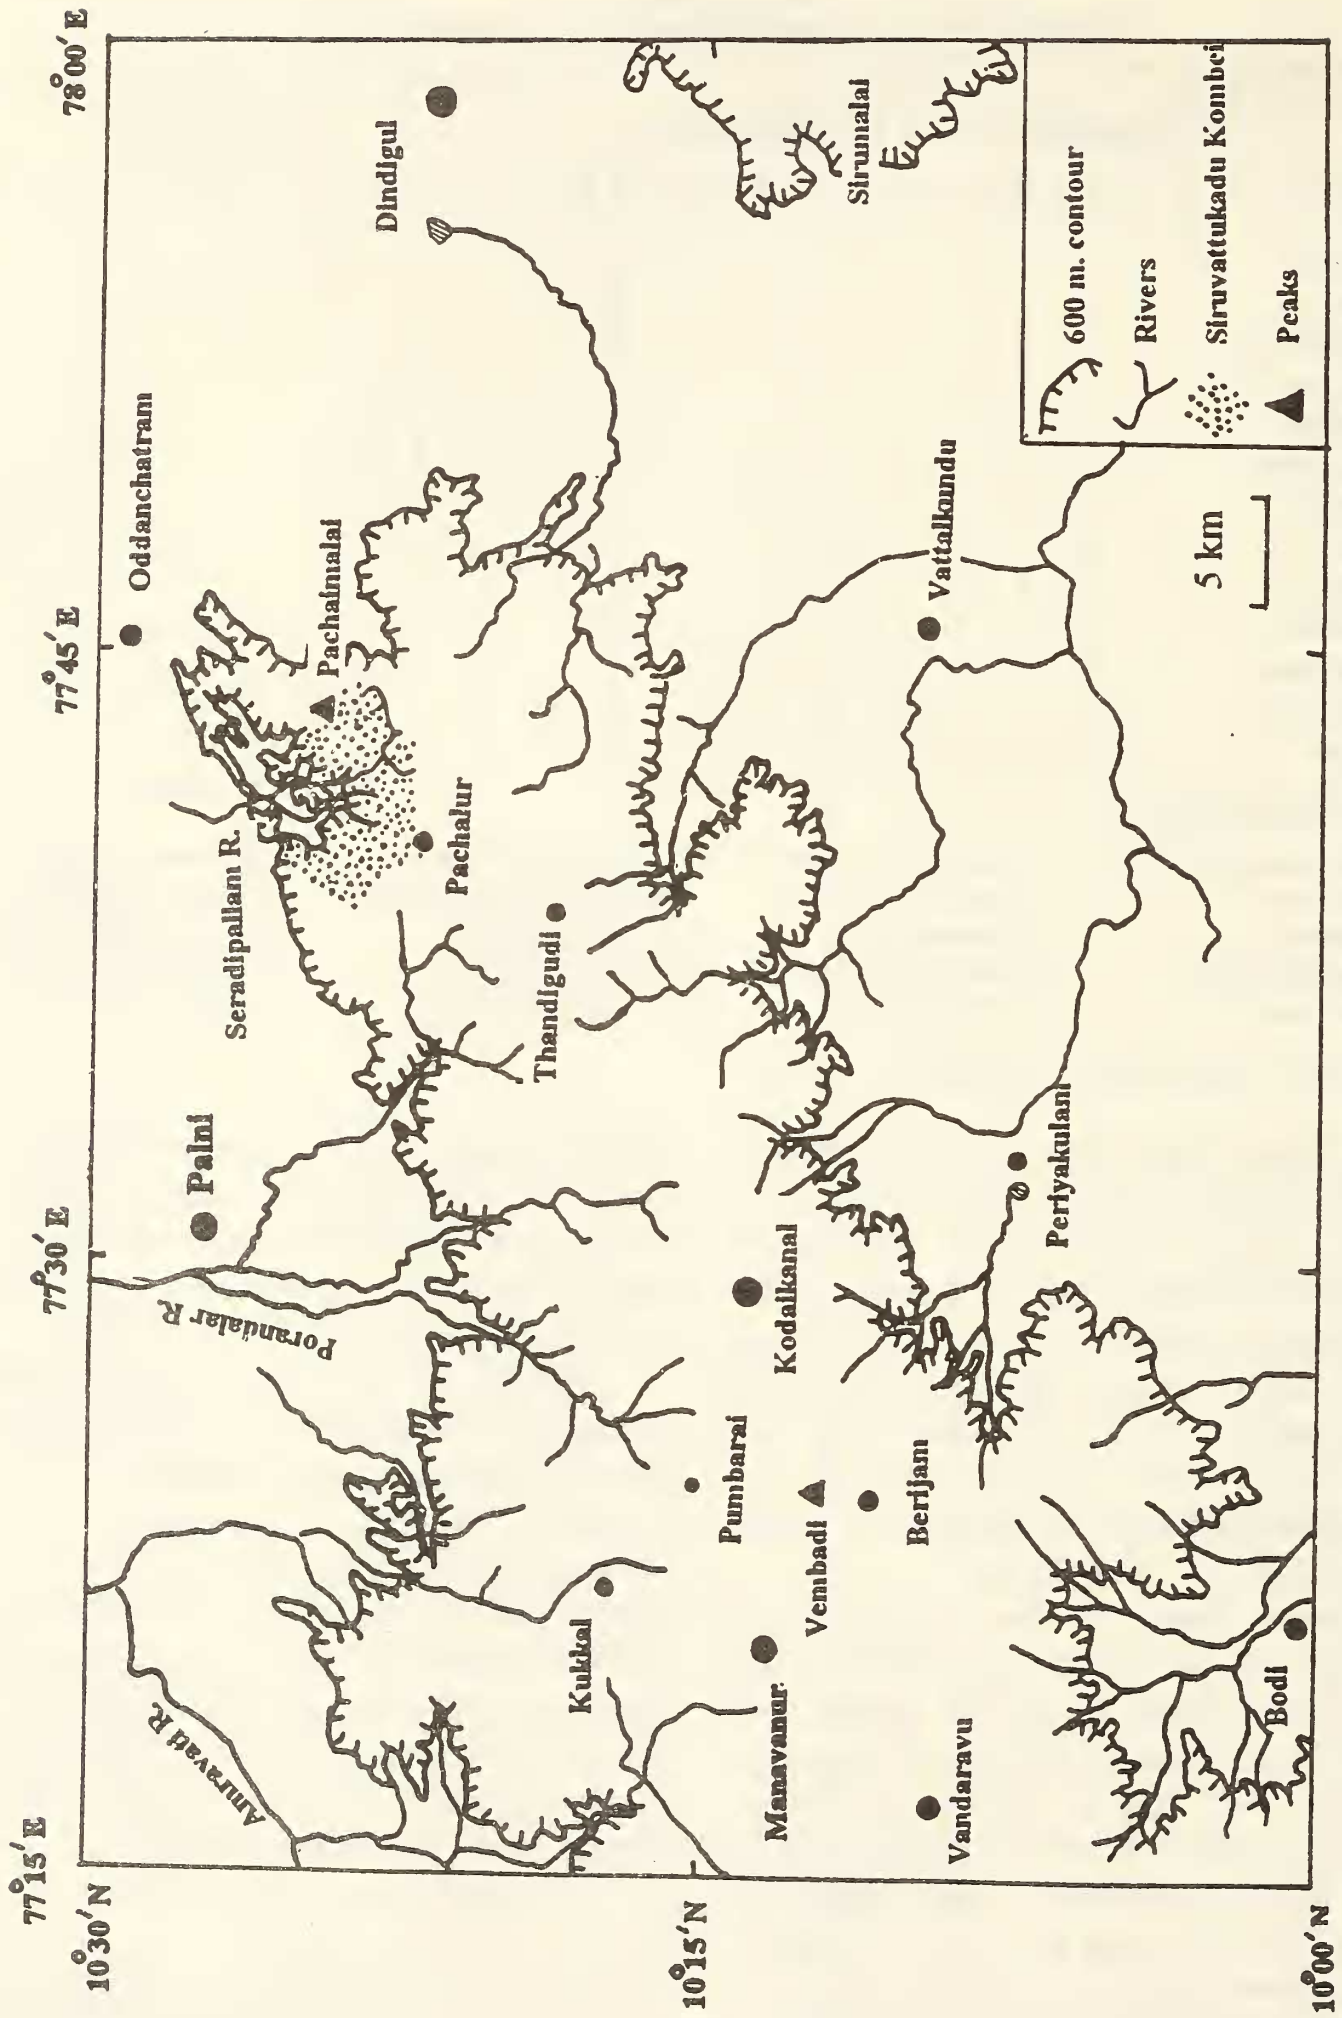 77°15′E
77°30′E
77°45′E
78°00′E
10°30′N
10°15′N
10°00′N
Oddanchatram
Dindigul
Palni
Pachaimalai
Seradipallam R.
Pachalur
Porandalar R.
Amravati R.
Thandigudi
Sirumalai
Kukkal
Pumbarai
Kodaikanal
Vattalkundu
Manavanur.
Vembadi
Berijam
Periyakulam
Vandaravu
Bodi
5 km
600 m. contour
Rivers
Siruvattukadu Kombei
Peaks